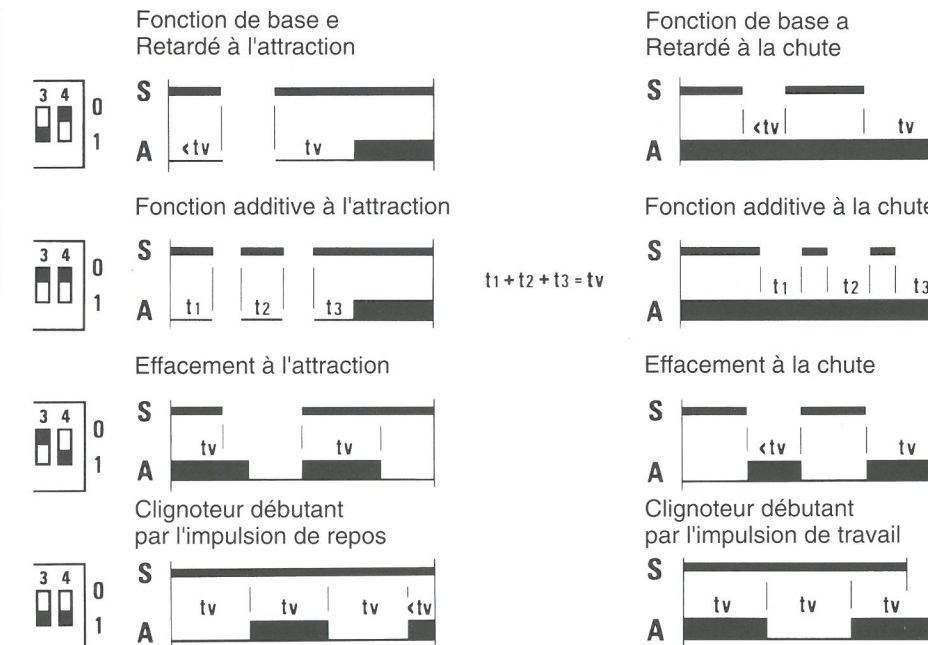 Fonction de base e
Retardé à l'attraction
Fonction de base a
Retardé à la chute
3 4
0
1
S
A
<tv
tv
S
A
<tv
tv
Fonction additive à l'attraction
Fonction additive à la chute
3 4
0
1
S
A
t1
t2
t3
t1 + t2 + t3 = tv
S
A
t1
t2
t3
Effacement à l'attraction
Effacement à la chute
3 4
0
1
S
A
tv
tv
S
A
<tv
tv
Clignoteur débutant
par l'impulsion de repos
Clignoteur débutant
par l'impulsion de travail
3 4
0
1
S
A
tv
tv
tv
<tv
S
A
tv
tv
tv